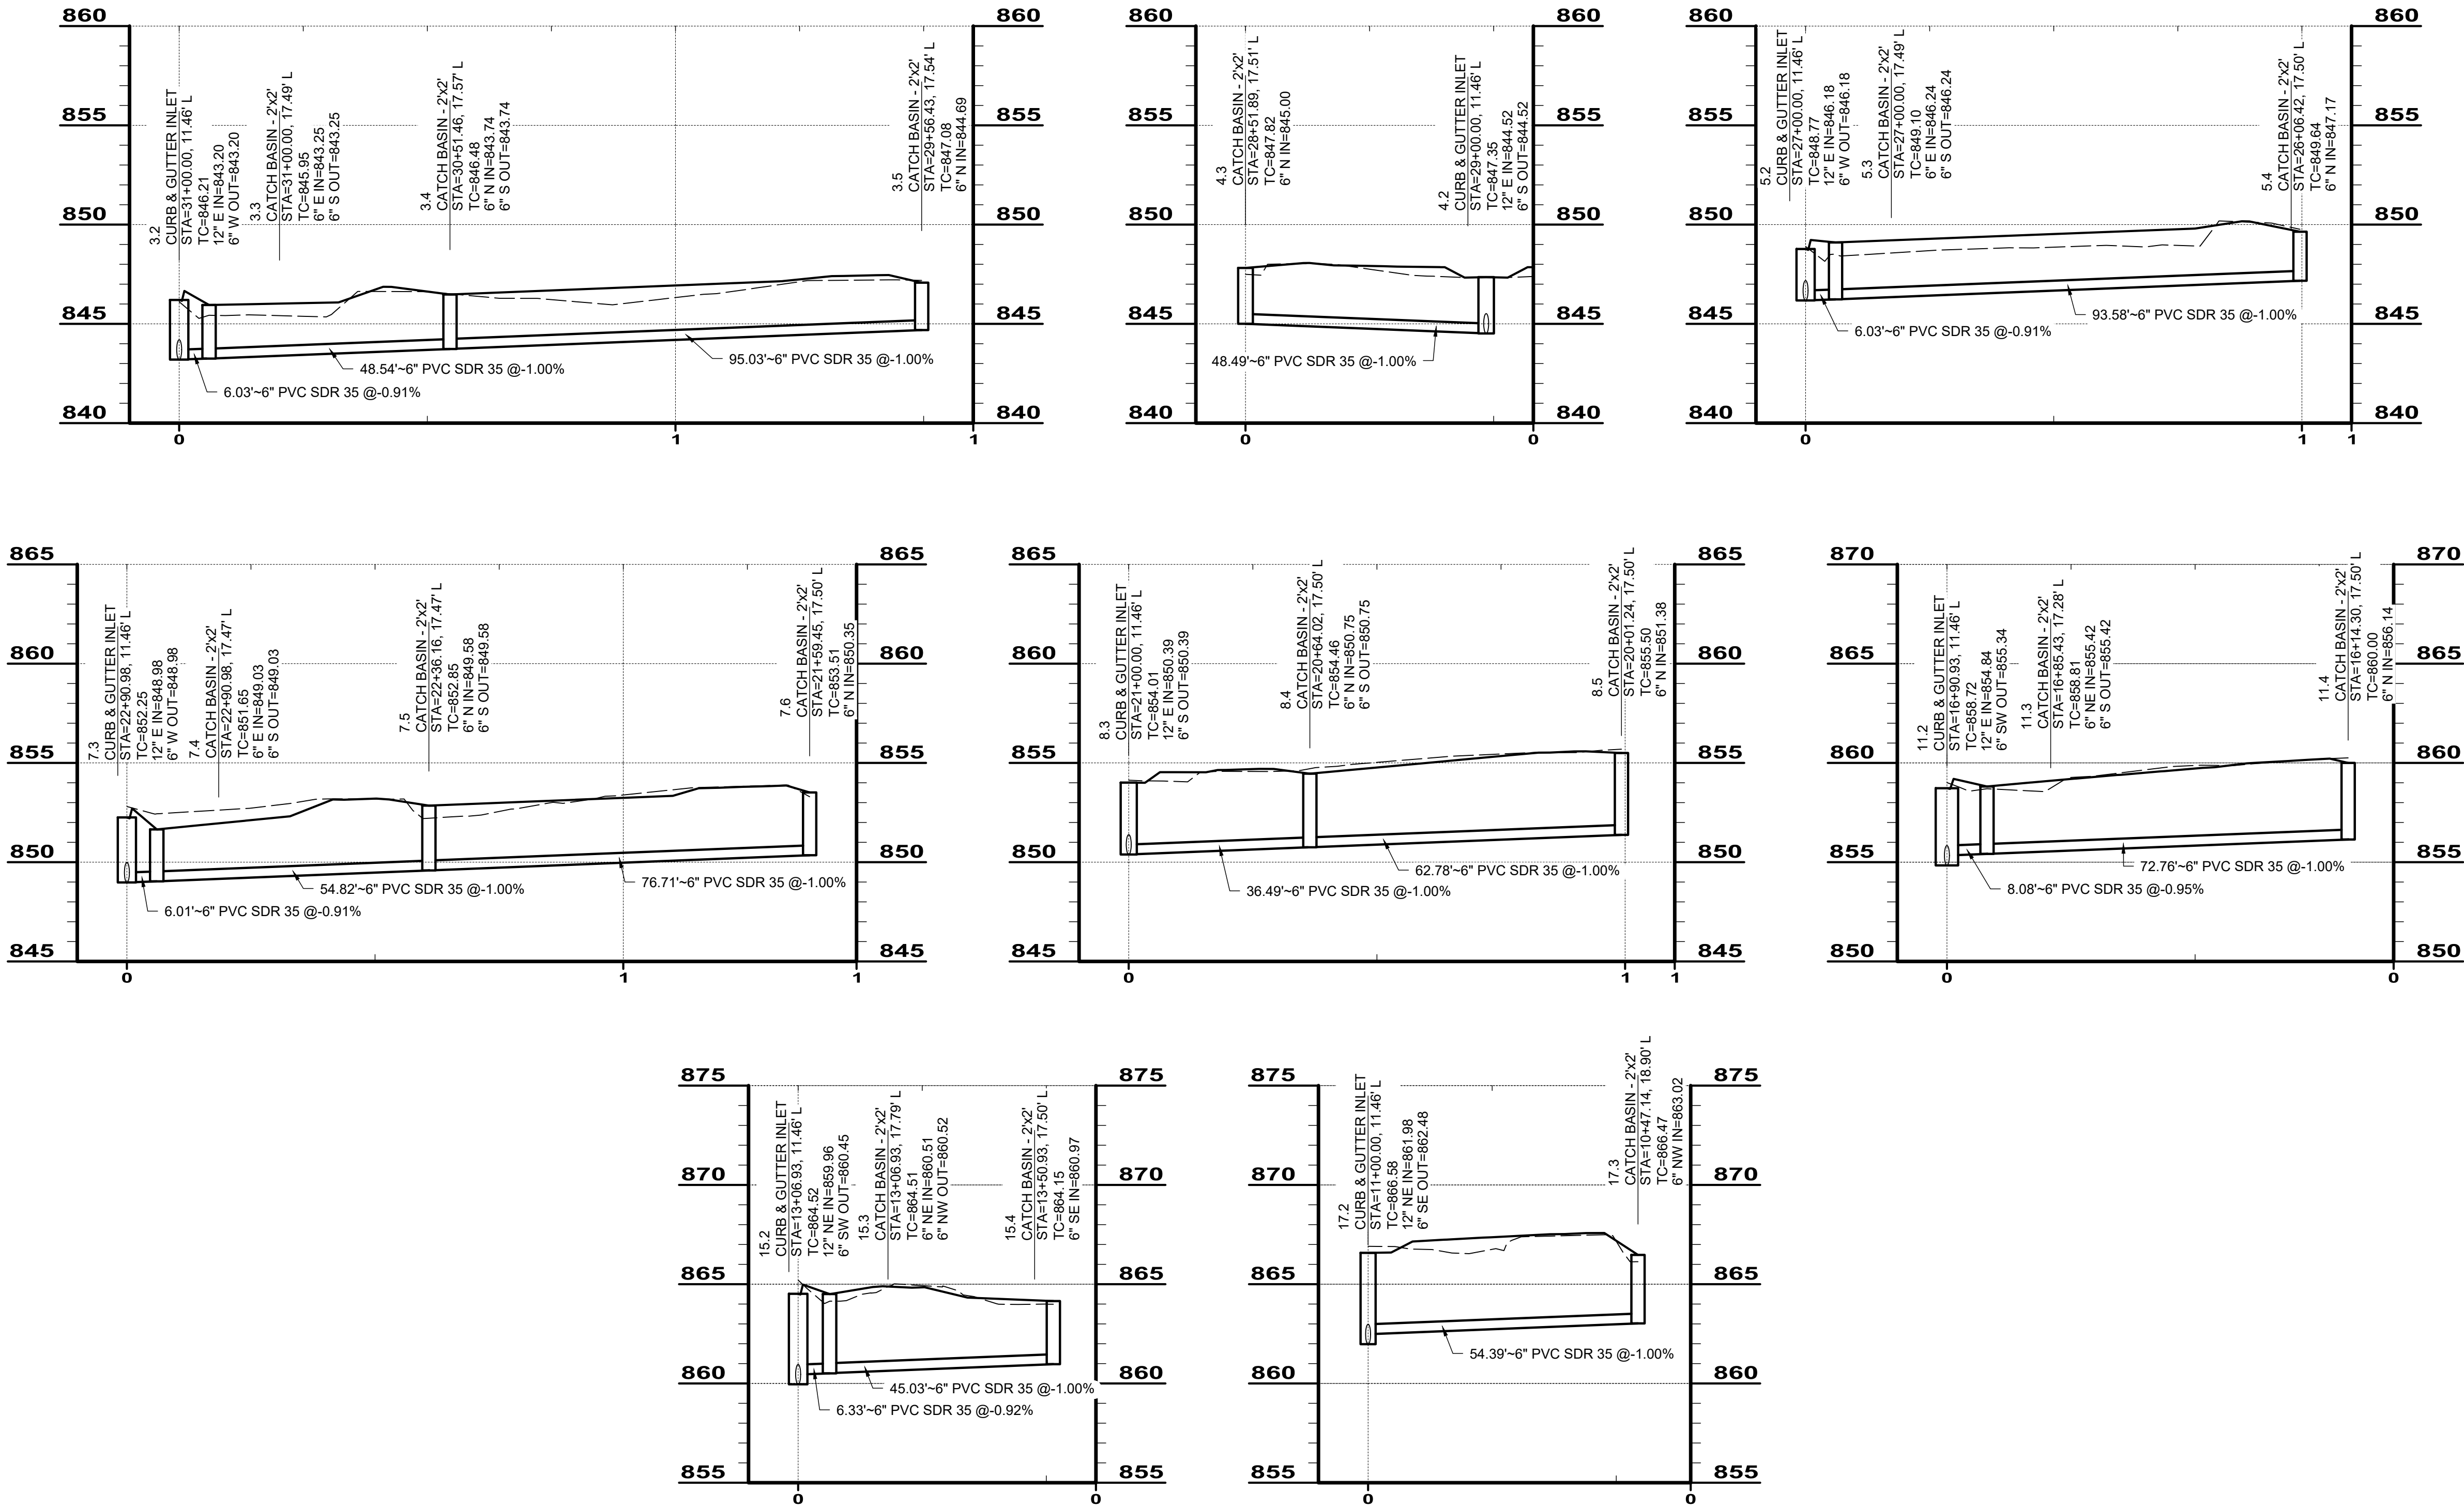 860
855
850
845
840
3.2
CURB & GUTTER INLET
STA=31+00.00, 11.46' L
TC=846.21
12" E IN=843.20
6" W OUT=843.20
3.3
CATCH BASIN - 2'x2'
STA=31+00.00, 17.49' L
TC=845.95
6" E IN=843.25
6" S OUT=843.25
3.4
CATCH BASIN - 2'x2'
STA=30+51.46, 17.57' L
TC=846.48
6" N IN=843.74
6" S OUT=843.74
3.5
CATCH BASIN - 2'x2'
STA=29+56.43, 17.54' L
TC=847.08
6" N IN=844.69
6.03'~6" PVC SDR 35 @-0.91%
48.54'~6" PVC SDR 35 @-1.00%
95.03'~6" PVC SDR 35 @-1.00%
860
855
850
845
840
0
1
1
860
855
850
845
840
4.3
CATCH BASIN - 2'x2'
STA=28+51.89, 17.51' L
TC=847.82
6" N IN=845.00
4.2
CURB & GUTTER INLET
STA=29+00.00, 11.46' L
TC=847.35
12" E IN=844.52
6" S OUT=844.52
48.49'~6" PVC SDR 35 @-1.00%
860
855
850
845
840
0
0
860
855
850
845
840
5.2
CURB & GUTTER INLET
STA=27+00.00, 11.46' L
TC=848.77
12" E IN=846.18
6" W OUT=846.18
5.3
CATCH BASIN - 2'x2'
STA=27+00.00, 17.49' L
TC=849.10
6" E IN=846.24
6" S OUT=846.24
5.4
CATCH BASIN - 2'x2'
STA=26+06.42, 17.50' L
TC=849.64
6" N IN=847.17
6.03'~6" PVC SDR 35 @-0.91%
93.58'~6" PVC SDR 35 @-1.00%
860
855
850
845
840
0
1
1
865
860
855
850
845
7.3
CURB & GUTTER INLET
STA=22+90.98, 11.46' L
TC=852.25
12" E IN=848.98
6" W OUT=848.98
7.4
CATCH BASIN - 2'x2'
STA=22+90.98, 17.47' L
TC=851.65
6" E IN=849.03
6" S OUT=849.03
7.5
CATCH BASIN - 2'x2'
STA=22+36.16, 17.47' L
TC=852.85
6" N IN=849.58
6" S OUT=849.58
7.6
CATCH BASIN - 2'x2'
STA=21+59.45, 17.50' L
TC=853.51
6" N IN=850.35
6.01'~6" PVC SDR 35 @-0.91%
54.82'~6" PVC SDR 35 @-1.00%
76.71'~6" PVC SDR 35 @-1.00%
865
860
855
850
845
0
1
1
865
860
855
850
845
8.3
CURB & GUTTER INLET
STA=21+00.00, 11.46' L
TC=854.01
12" E IN=850.39
6" S OUT=850.39
8.4
CATCH BASIN - 2'x2'
STA=20+64.02, 17.50' L
TC=854.46
6" N IN=850.75
6" S OUT=850.75
8.5
CATCH BASIN - 2'x2'
STA=20+01.24, 17.50' L
TC=855.50
6" N IN=851.38
36.49'~6" PVC SDR 35 @-1.00%
62.78'~6" PVC SDR 35 @-1.00%
865
860
855
850
845
0
1
1
870
865
860
855
850
11.2
CURB & GUTTER INLET
STA=16+90.93, 11.46' L
TC=858.72
12" E IN=854.84
6" SW OUT=855.34
11.3
CATCH BASIN - 2'x2'
STA=16+85.43, 17.28' L
TC=858.81
6" NE IN=855.42
6" S OUT=855.42
11.4
CATCH BASIN - 2'x2'
STA=16+14.30, 17.50' L
TC=860.00
6" N IN=856.14
8.08'~6" PVC SDR 35 @-0.95%
72.76'~6" PVC SDR 35 @-1.00%
870
865
860
855
850
0
0
875
870
865
860
855
15.2
CURB & GUTTER INLET
STA=13+06.93, 11.46' L
TC=864.52
12" NE IN=859.96
6" SW OUT=860.45
15.3
CATCH BASIN - 2'x2'
STA=13+06.93, 17.79' L
TC=864.51
6" NE IN=860.51
6" NW OUT=860.52
15.4
CATCH BASIN - 2'x2'
STA=13+50.93, 17.50' L
TC=864.15
6" SE IN=860.97
45.03'~6" PVC SDR 35 @-1.00%
6.33'~6" PVC SDR 35 @-0.92%
875
870
865
860
855
0
0
875
870
865
860
855
17.2
CURB & GUTTER INLET
STA=11+00.00, 11.46' L
TC=866.58
12" NE IN=861.98
6" SE OUT=862.48
17.3
CATCH BASIN - 2'x2'
STA=10+47.14, 18.90' L
TC=866.47
6" NW IN=863.02
54.39'~6" PVC SDR 35 @-1.00%
875
870
865
860
855
0
0